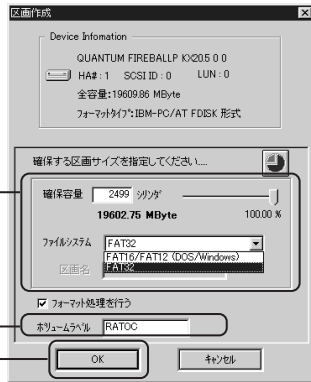 区画作成
Device Infomation
QUANTUM FIREBALLP KX20.5 0 0
HA# : 1 SCSI ID : 0 LUN : 0
全容量:19609.86 MByte
フォーマットタイプ:IBM-PC/AT FDISK 形式
確保する区画サイズを指定してください....
確保容量 2499 シリンダ
19602.75 MByte 100.00 %
ファイルシステム FAT32
FAT16/FAT12 (DOS/Windows)
区画名 FAT32
フォーマット処理を行う
ボリュームラベル RATOC
OK キャンセル